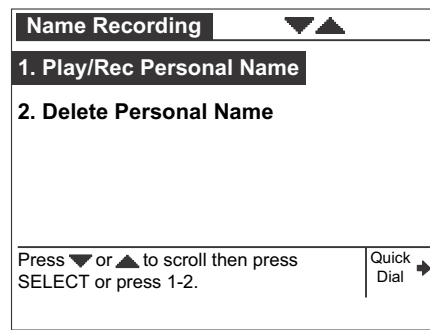 Name Recording ▼▲
1. Play/Rec Personal Name
2. Delete Personal Name
Press ▼ or ▲ to scroll then press
SELECT or press 1-2.
Quick
Dial